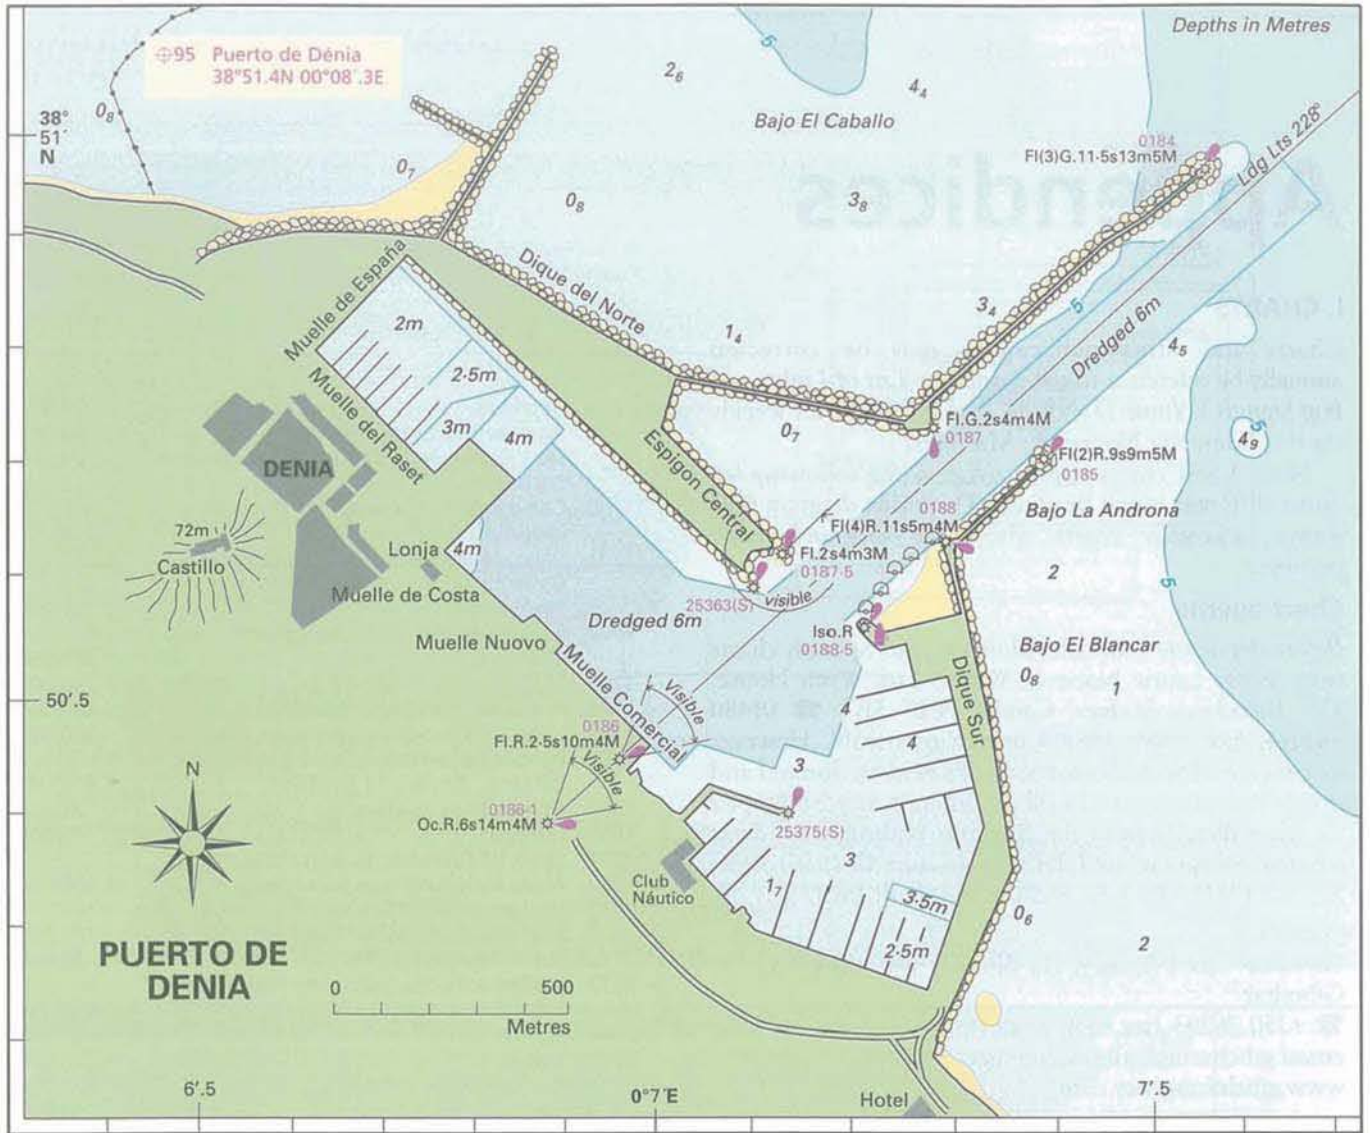 Depths in Metres
95 Puerto de Dénia
38°51.4N 00°08´.3E
5
2₆
4₄
0₈
38°
51´
N
Bajo El Caballo
0184
Fl(3)G.11·5s13m5M
Ldg Lts 228°
0₇
0₈
3₈
Muelle de España
Dique del Norte
2m
1₄
3₄
5
Dredged 6m
4₅
2·5m
Muelle del Raset
3m
4m
Espigon Central
0₇
Fl.G.2s4m4M
0187
5
4₉
Fl(2)R.9s9m5M
0185
DENIA
0188
Fl(4)R.11s5m4M
Bajo La Androna
72m
Castillo
Lonja
4m
Fl.2s4m3M
0187·5
2
5
Muelle de Costa
25363(S)
visible
Dredged 6m
Iso.R
0188·5
Muelle Nuovo
Bajo El Blancar
0₈
1
Muelle Comercial
Dique Sur
50'.5
Visible
4
4
0186
Fl.R.2·5s10m4M
Visible
3
N
0186·1
Oc.R.6s14m4M
25375(S)
Club
Náutico
3
1₇
3·5m
0₆
2·5m
2
PUERTO DE
DENIA
0 500
Metres
6'.5
0°7´E
Hotel
7'.5